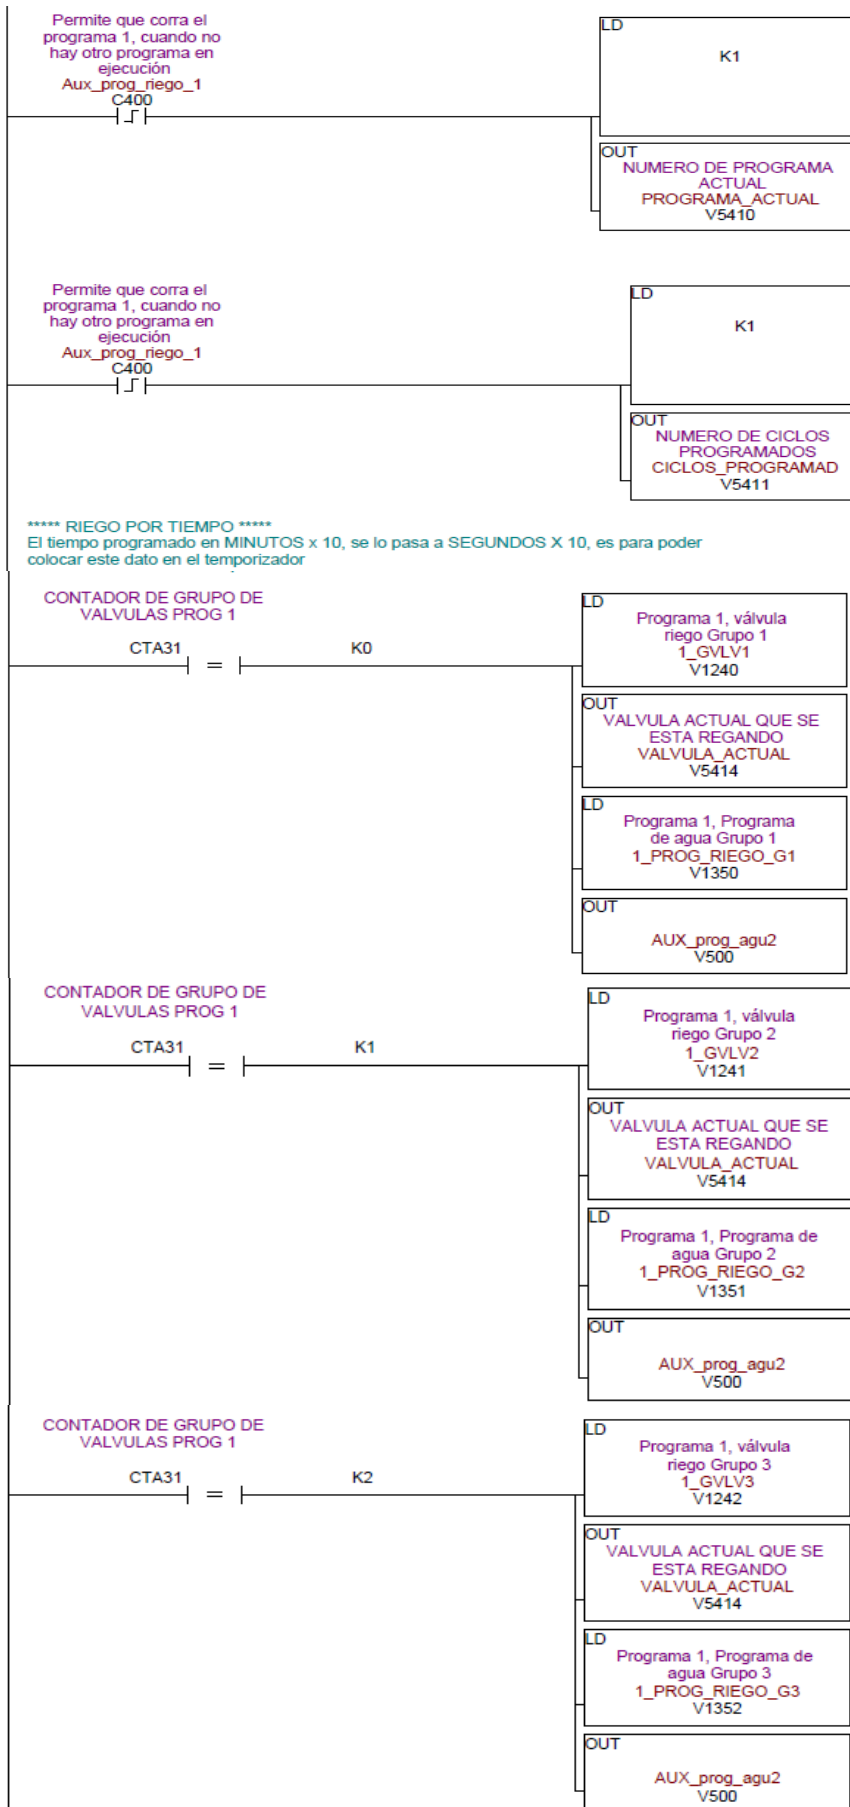 Permite que corra el
programa 1, cuando no
hay otro programa en
ejecución
Aux_prog_riego_1
C400
LD
K1
OUT
NUMERO DE PROGRAMA
ACTUAL
PROGRAMA_ACTUAL
V5410
Permite que corra el
programa 1, cuando no
hay otro programa en
ejecución
Aux_prog_riego_1
C400
LD
K1
OUT
NUMERO DE CICLOS
PROGRAMADOS
CICLOS_PROGRAMAD
V5411
***** RIEGO POR TIEMPO *****
El tiempo programado en MINUTOS x 10, se lo pasa a SEGUNDOS X 10, es para poder
colocar este dato en el temporizador
CONTADOR DE GRUPO DE
VALVULAS PROG 1
CTA31 = K0
LD
Programa 1, válvula
riego Grupo 1
1_GVLV1
V1240
OUT
VALVULA ACTUAL QUE SE
ESTA REGANDO
VALVULA_ACTUAL
V5414
LD
Programa 1, Programa
de agua Grupo 1
1_PROG_RIEGO_G1
V1350
OUT
AUX_prog_agu2
V500
CONTADOR DE GRUPO DE
VALVULAS PROG 1
CTA31 = K1
LD
Programa 1, válvula
riego Grupo 2
1_GVLV2
V1241
OUT
VALVULA ACTUAL QUE SE
ESTA REGANDO
VALVULA_ACTUAL
V5414
LD
Programa 1, Programa de
agua Grupo 2
1_PROG_RIEGO_G2
V1351
OUT
AUX_prog_agu2
V500
CONTADOR DE GRUPO DE
VALVULAS PROG 1
CTA31 = K2
LD
Programa 1, válvula
riego Grupo 3
1_GVLV3
V1242
OUT
VALVULA ACTUAL QUE SE
ESTA REGANDO
VALVULA_ACTUAL
V5414
LD
Programa 1, Programa de
agua Grupo 3
1_PROG_RIEGO_G3
V1352
OUT
AUX_prog_agu2
V500